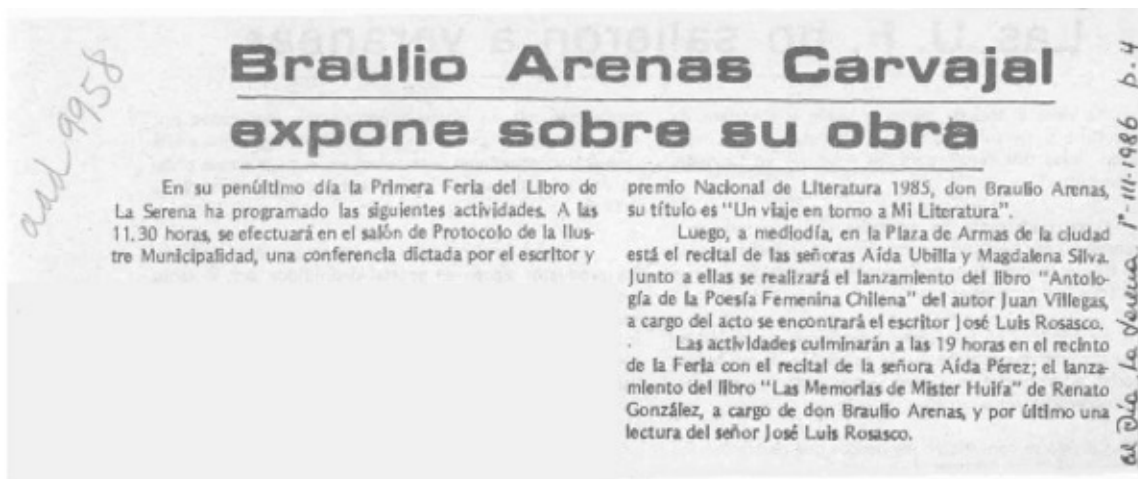 Braulio Arenas Carvajal
expone sobre su obra
En su penúltimo día la Primera Feria del Libro de
La Serena ha programado las siguientes actividades. A las
11.30 horas, se efectuará en el salón de Protocolo de la Ilus-
tre Municipalidad, una conferencia dictada por el escritor y
premio Nacional de Literatura 1985, don Braulio Arenas,
su título es "Un viaje en torno a Mi Literatura".
Luego, a mediodía, en la Plaza de Armas de la ciudad
está el recital de las señoras Aída Ubilla y Magdalena Silva.
Junto a ellas se realizará el lanzamiento del libro "Antolo-
gía de la Poesía Femenina Chilena" del autor Juan Villegas,
a cargo del acto se encontrará el escritor José Luis Rosasco.
Las actividades culminarán a las 19 horas en el recinto
de la Feria con el recital de la señora Aída Pérez; el lanza-
miento del libro "Las Memorias de Mister Huifa" de Renato
González, a cargo de don Braulio Arenas, y por último una
lectura del señor José Luis Rosasco.
El Día, La Serena 1º-III-1986 p. 4
9958